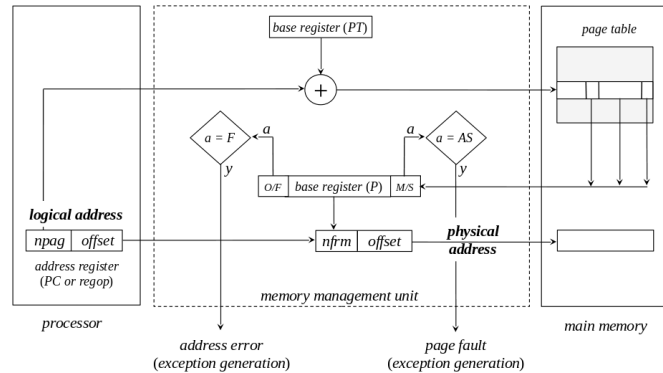 base register (PT)
page table
+
a = F
a
a
a = AS
y
y
O/F
base register (P)
M/S
logical address
npag
offset
nfrm
offset
physical
address
address register
(PC or regop)
memory management unit
processor
main memory
address error
(exception generation)
page fault
(exception generation)